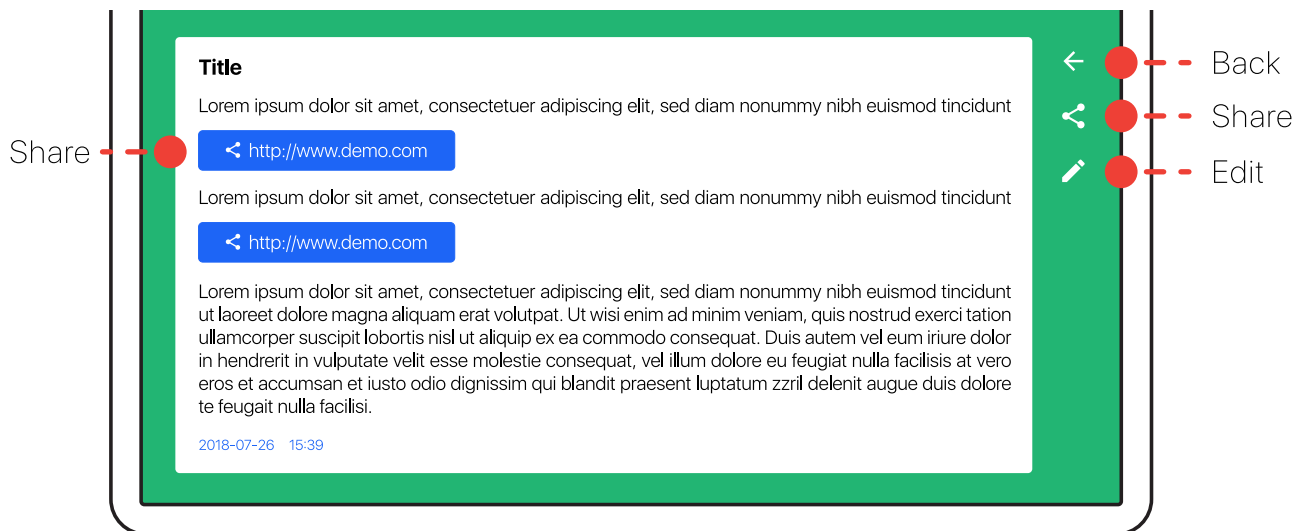 Title
Lorem ipsum dolor sit amet, consectetuer adipiscing elit, sed diam nonummy nibh euismod tincidunt
http://www.demo.com
Lorem ipsum dolor sit amet, consectetuer adipiscing elit, sed diam nonummy nibh euismod tincidunt
http://www.demo.com
Lorem ipsum dolor sit amet, consectetuer adipiscing elit, sed diam nonummy nibh euismod tincidunt
ut laoreet dolore magna aliquam erat volutpat. Ut wisi enim ad minim veniam, quis nostrud exerci tation
ullamcorper suscipit lobortis nisl ut aliquip ex ea commodo consequat. Duis autem vel eum iriure dolor
in hendrerit in vulputate velit esse molestie consequat, vel illum dolore eu feugiat nulla facilisis at vero
eros et accumsan et iusto odio dignissim qui blandit praesent luptatum zzril delenit augue duis dolore
te feugait nulla facilisi.
2018-07-26 15:39
Share
Back
Share
Edit